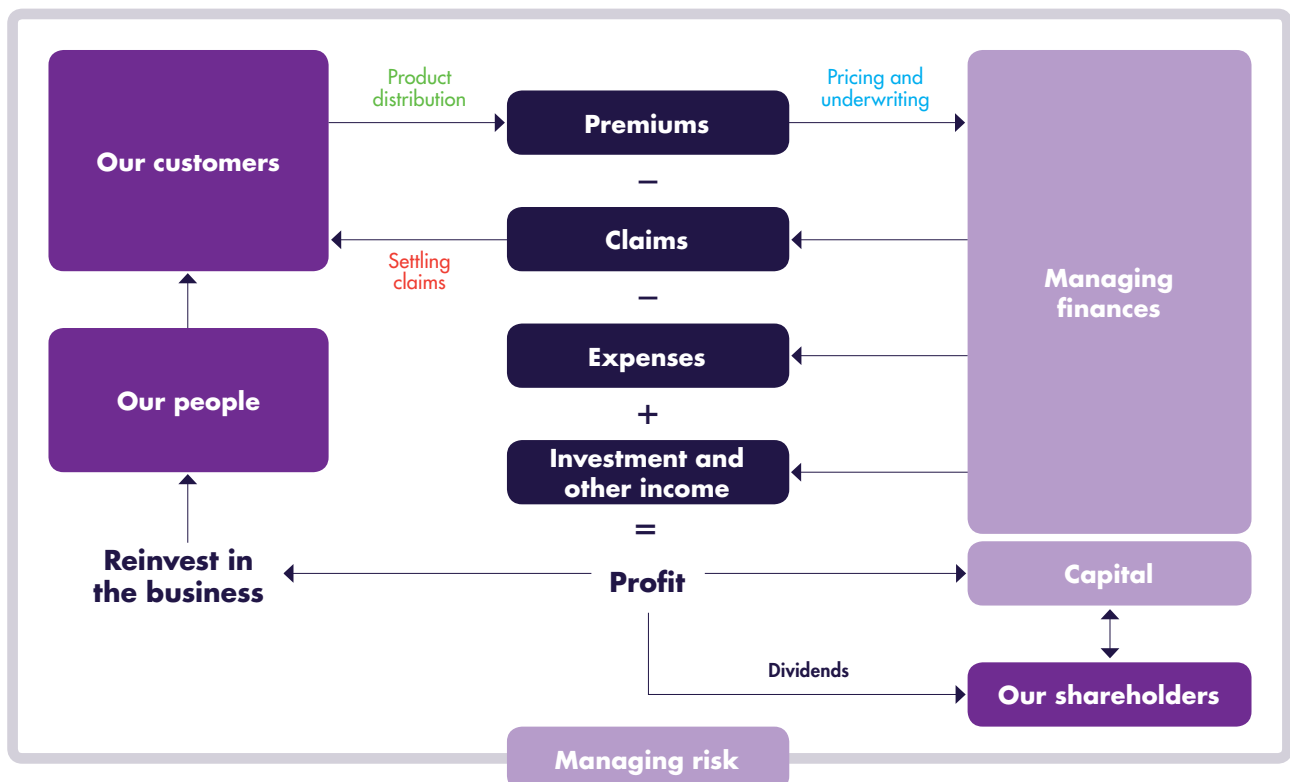 Product
distribution
Pricing and
underwriting
Our customers
Premiums
–
Settling
claims
Claims
–
Managing
finances
Our people
Expenses
+
Investment and
other income
=
Reinvest in
the business
Profit
Capital
Dividends
Our shareholders
Managing risk